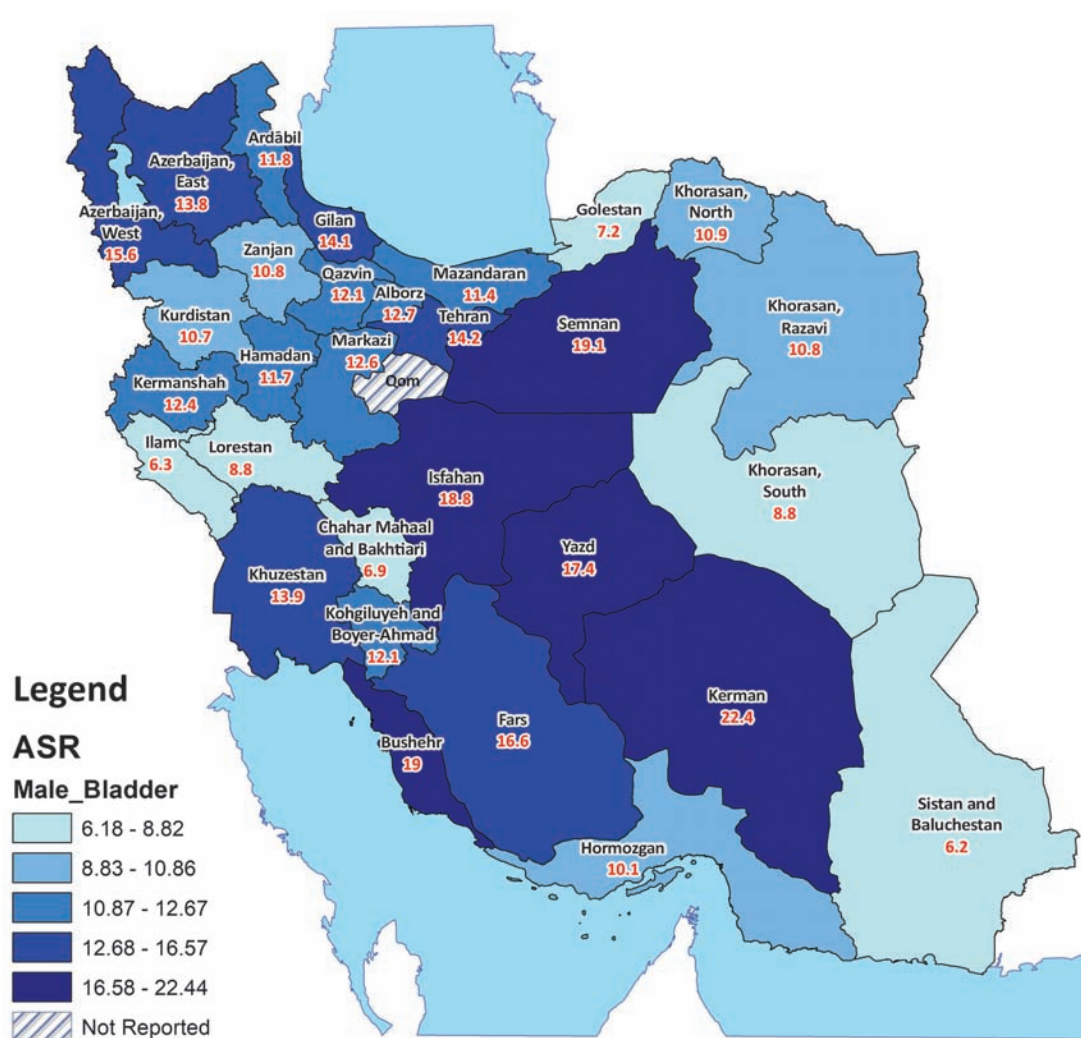 Ardābil
11.8
Azerbaijan,
East
13.8
Azerbaijan,
West
15.6
Gilan
14.1
Zanjan
10.8
Golestan
7.2
Khorasan,
North
10.9
Qazvin
12.1
Alborz
12.7
Mazandaran
11.4
Tehran
14.2
Semnan
19.1
Khorasan,
Razavi
10.8
Kurdistan
10.7
Hamadan
11.7
Markazi
12.6
Qom
Kermanshah
12.4
Ilam
6.3
Lorestan
8.8
Isfahan
18.8
Khorasan,
South
8.8
Chahar Mahaal
and Bakhtiari
6.9
Yazd
17.4
Khuzestan
13.9
Kohgiluyeh and
Boyer-Ahmad
12.1
Kerman
22.4
Fars
16.6
Bushehr
19
Sistan and
Baluchestan
6.2
Hormozgan
10.1
Legend
ASR
Male_Bladder
6.18 - 8.82
8.83 - 10.86
10.87 - 12.67
12.68 - 16.57
16.58 - 22.44
Not Reported